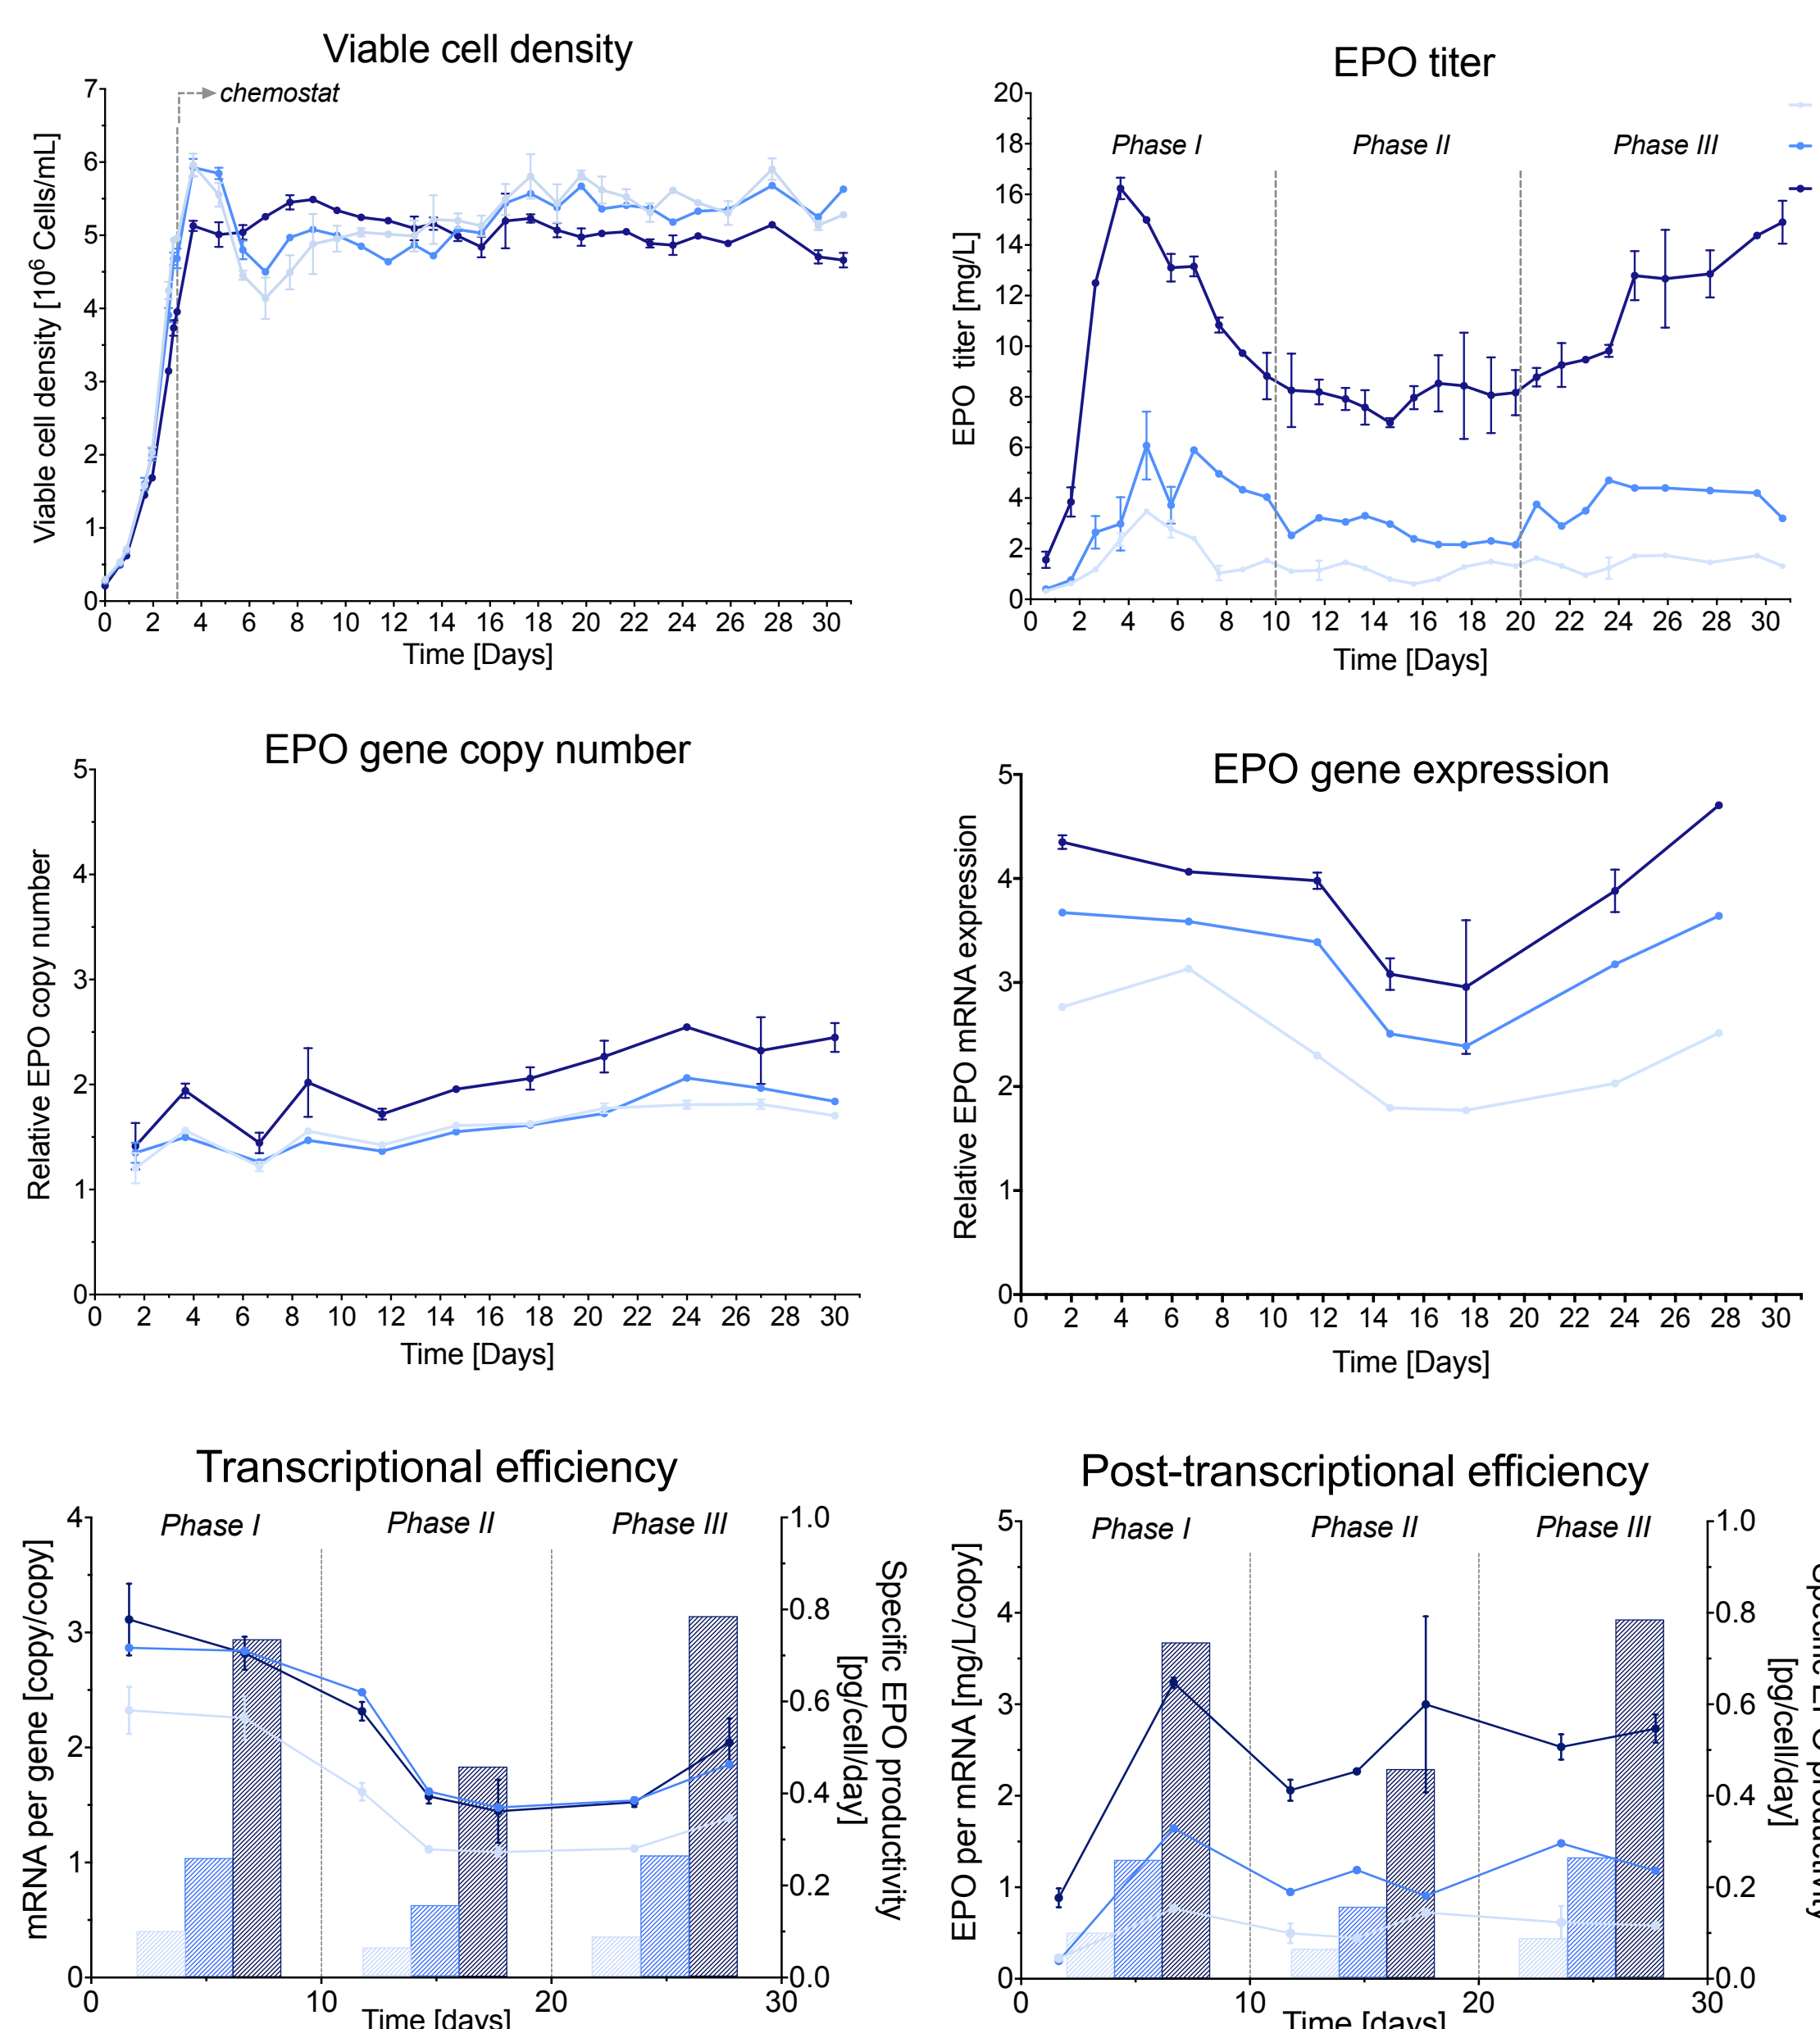 Viable cell density
chemostat
Viable cell density [10⁶ Cells/mL]
7
6
5
4
3
2
1
0
0 2 4 6 8 10 12 14 16 18 20 22 24 26 28 30
Time [Days]
EPO titer
Phase I Phase II Phase III
EPO titer [mg/L]
20
18
16
14
12
10
8
6
4
2
0
0 2 4 6 8 10 12 14 16 18 20 22 24 26 28 30
Time [Days]
EPO gene copy number
Relative EPO copy number
5
4
3
2
1
0
0 2 4 6 8 10 12 14 16 18 20 22 24 26 28 30
Time [Days]
EPO gene expression
Relative EPO mRNA expression
5
4
3
2
1
0
0 2 4 6 8 10 12 14 16 18 20 22 24 26 28 30
Time [Days]
Transcriptional efficiency
Phase I Phase II Phase III
mRNA per gene [copy/copy]
4
3
2
1
0
1.0
0.8
0.6
0.4
0.2
0.0
Specific EPO productivity
[pg/cell/day]
0 10 20 30
Time [days]
Post-transcriptional efficiency
Phase I Phase II Phase III
EPO per mRNA [mg/L/copy]
5
4
3
2
1
0
1.0
0.8
0.6
0.4
0.2
0.0
Specific EPO productivity
[pg/cell/day]
0 10 20 30
Time [days]